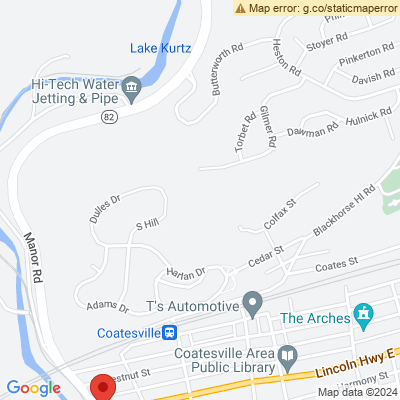 Map error: g.co/staticmaperror
Lake Kurtz
Stoyer Rd
Pinkerton Rd
Heston Rd
Davish Rd
Butterworth Rd
Hi-Tech Water
Jetting & Pipe
82
Gilmer Rd
Torbet Rd
Dawman Rd
Hulnick Rd
Dulles Dr
S Hill
Colfax St
Blackhorse Hl Rd
Manor Rd
Cedar St
Coates St
Harlan Dr
Adams Dr
T's Automotive
The Arches
Coatesville
Coatesville Area
Public Library
Lincoln Hwy E
Harmony St
hestnut St
Google
Map data ©2024